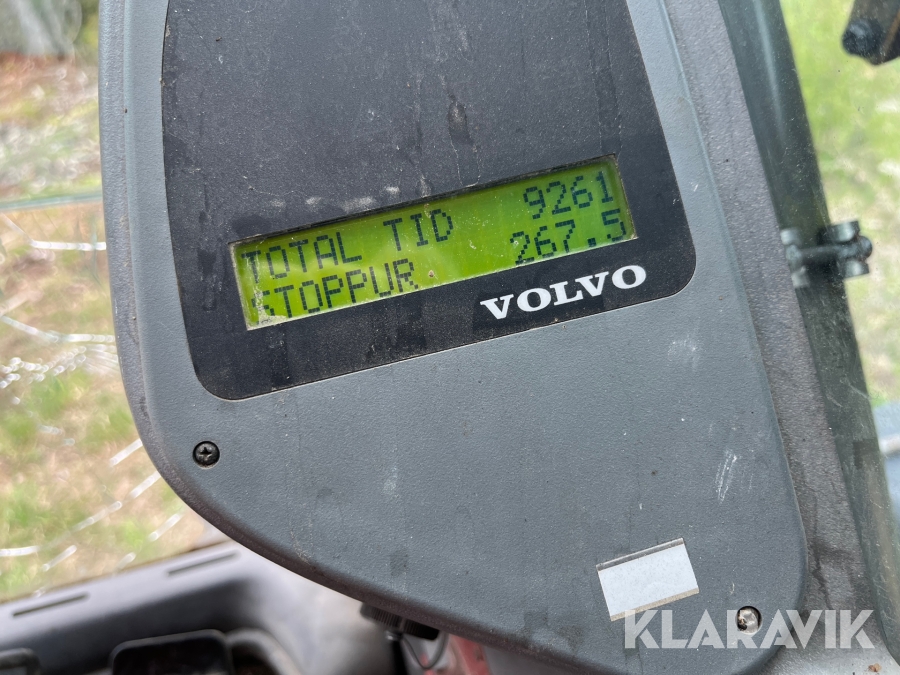 TOTAL TID 9261
STOPPUR 267.5
VOLVO
KLARAVIK